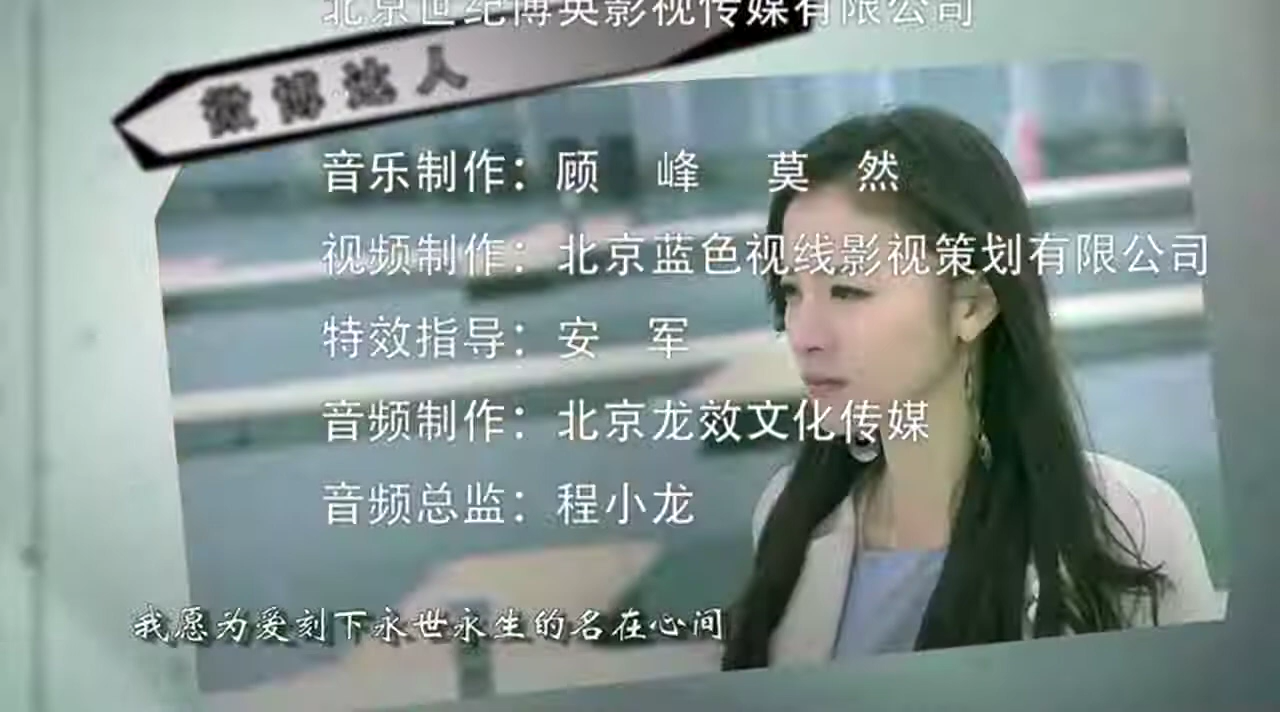 北京世纪博英影视传媒有限公司
微博达人
音乐制作：顾 峰 莫 然
视频制作：北京蓝色视线影视策划有限公司
特效指导：安 军
音频制作：北京龙效文化传媒
音频总监：程小龙
我愿为爱刻下永世永生的名在心间